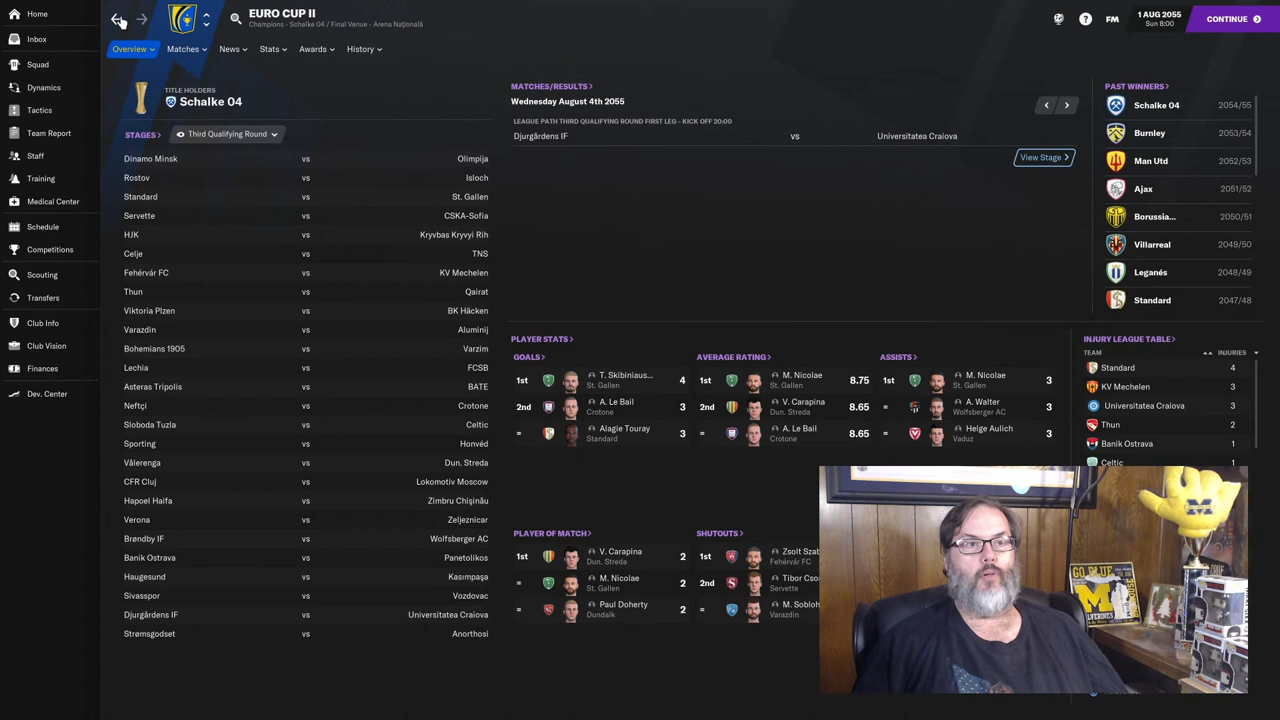 Home
Inbox
Squad
Dynamics
Tactics
Team Report
Staff
Training
Medical Center
Schedule
Competitions
Scouting
Transfers
Club Info
Club Vision
Finances
Dev. Center
EURO CUP II
Champions - Schalke 04 / Final Venue - Arena Naţională
FM
1 AUG 2055
Sun 8:00
CONTINUE
Overview
Matches
News
Stats
Awards
History
TITLE HOLDERS
Schalke 04
STAGES
Third Qualifying Round
Dinamo Minsk vs Olimpija
Rostov vs Isloch
Standard vs St. Gallen
Servette vs CSKA-Sofia
HJK vs Kryvbas Kryvyi Rih
Celje vs TNS
Fehérvár FC vs KV Mechelen
Thun vs Qairat
Viktoria Plzen vs BK Häcken
Varazdin vs Aluminij
Bohemians 1905 vs Varzim
Lechia vs FCSB
Asteras Tripolis vs BATE
Neftçi vs Crotone
Sloboda Tuzla vs Celtic
Sporting vs Honvéd
Vålerenga vs Dun. Streda
CFR Cluj vs Lokomotiv Moscow
Hapoel Haifa vs Zimbru Chişinău
Verona vs Zeljeznicar
Brøndby IF vs Wolfsberger AC
Banik Ostrava vs Panetolikos
Haugesund vs Kasımpaşa
Sivasspor vs Vozdovac
Djurgårdens IF vs Universitatea Craiova
Strømsgodset vs Anorthosi
MATCHES/RESULTS
Wednesday August 4th 2055
LEAGUE PATH THIRD QUALIFYING ROUND FIRST LEG - KICK OFF 20:00
Djurgårdens IF vs Universitatea Craiova
View Stage
PAST WINNERS
Schalke 04 2054/55
Burnley 2053/54
Man Utd 2052/53
Ajax 2051/52
Borussia... 2050/51
Villarreal 2049/50
Leganés 2048/49
Standard 2047/48
PLAYER STATS
GOALS
1st T. Skibiniaus... 4
St. Gallen
2nd A. Le Bail 3
Crotone
= Alagie Touray 3
Standard
AVERAGE RATING
1st M. Nicolae 8.75
St. Gallen
2nd V. Carapina 8.65
Dun. Streda
= A. Le Bail 8.65
Crotone
ASSISTS
1st M. Nicolae 3
St. Gallen
= A. Walter 3
Wolfsberger AC
= Helge Aulich 3
Vaduz
INJURY LEAGUE TABLE
TEAM INJURIES
Standard 4
KV Mechelen 3
Universitatea Craiova 3
Thun 2
Banik Ostrava 1
Celtic 1
PLAYER OF MATCH
1st V. Carapina 2
Dun. Streda
= M. Nicolae 2
St. Gallen
= Paul Doherty 2
Dundalk
SHUTOUTS
1st Zsolt Szab
Fehérvár FC
2nd Tibor Cso
Servette
= M. Sobloh
Varazdin
GO BLUE
M
WOLVERINES
M